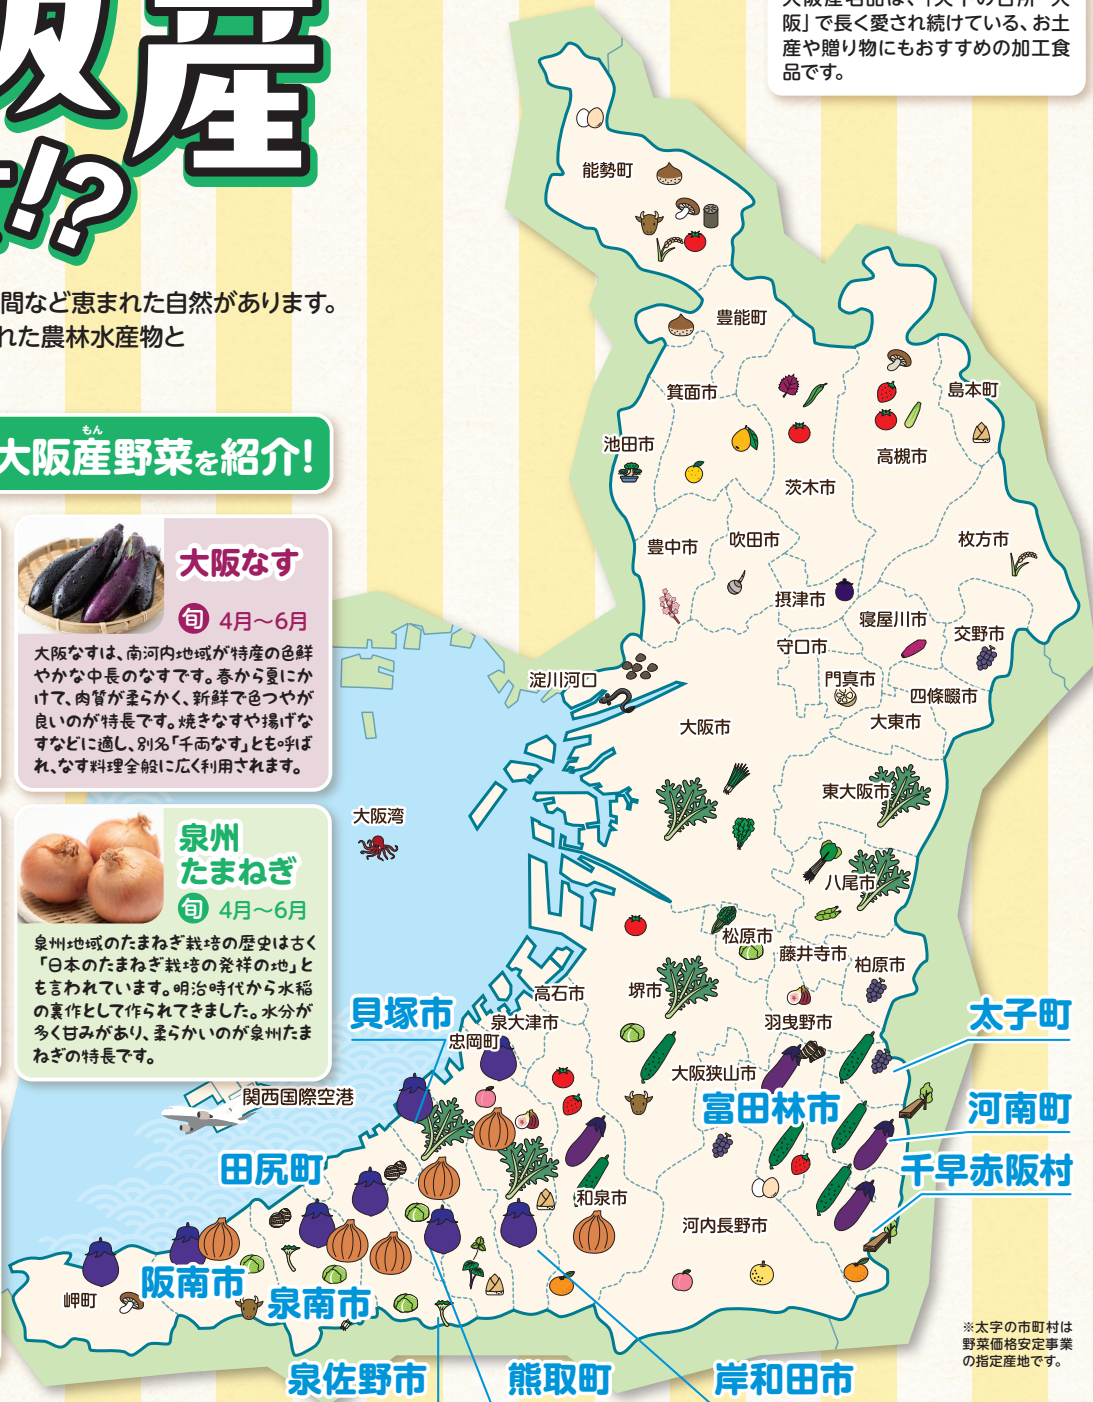 阪産
!?
大阪産名品は、「天下の台所・大
阪」で長く愛され続けている、お土
産や贈り物にもおすすめの加工食
品です。
間など恵まれた自然があります。
れた農林水産物と
大阪産野菜を紹介!
もん
大阪なす
旬 4月〜6月
大阪なすは、南河内地域が特産の色鮮
やかな中長のなすです。春から夏にか
けて、肉質が柔らかく、新鮮で色つやが
良いのが特長です。焼きなすや揚げな
すなどに適し、別名「千両なす」とも呼ば
れ、なす料理全般に広く利用されます。
泉州
たまねぎ
旬 4月〜6月
泉州地域のたまねぎ栽培の歴史は古く
「日本のたまねぎ栽培の発祥の地」と
も言われています。明治時代から水稲
の裏作として作られてきました。水分が
多く甘みがあり、柔らかいのが泉州たま
ねぎの特長です。
能勢町
豊能町
箕面市
島本町
池田市
高槻市
茨木市
豊中市
吹田市
枚方市
摂津市
寝屋川市
守口市
交野市
淀川河口
門真市
四條畷市
大阪市
大東市
東大阪市
大阪湾
八尾市
松原市
藤井寺市
柏原市
高石市
堺市
貝塚市
泉大津市
羽曳野市
太子町
忠岡町
大阪狭山市
関西国際空港
富田林市
河南町
田尻町
千早赤阪村
和泉市
河内長野市
阪南市
岬町
泉南市
泉佐野市
熊取町
岸和田市
※太字の市町村は
野菜価格安定事業
の指定産地です。